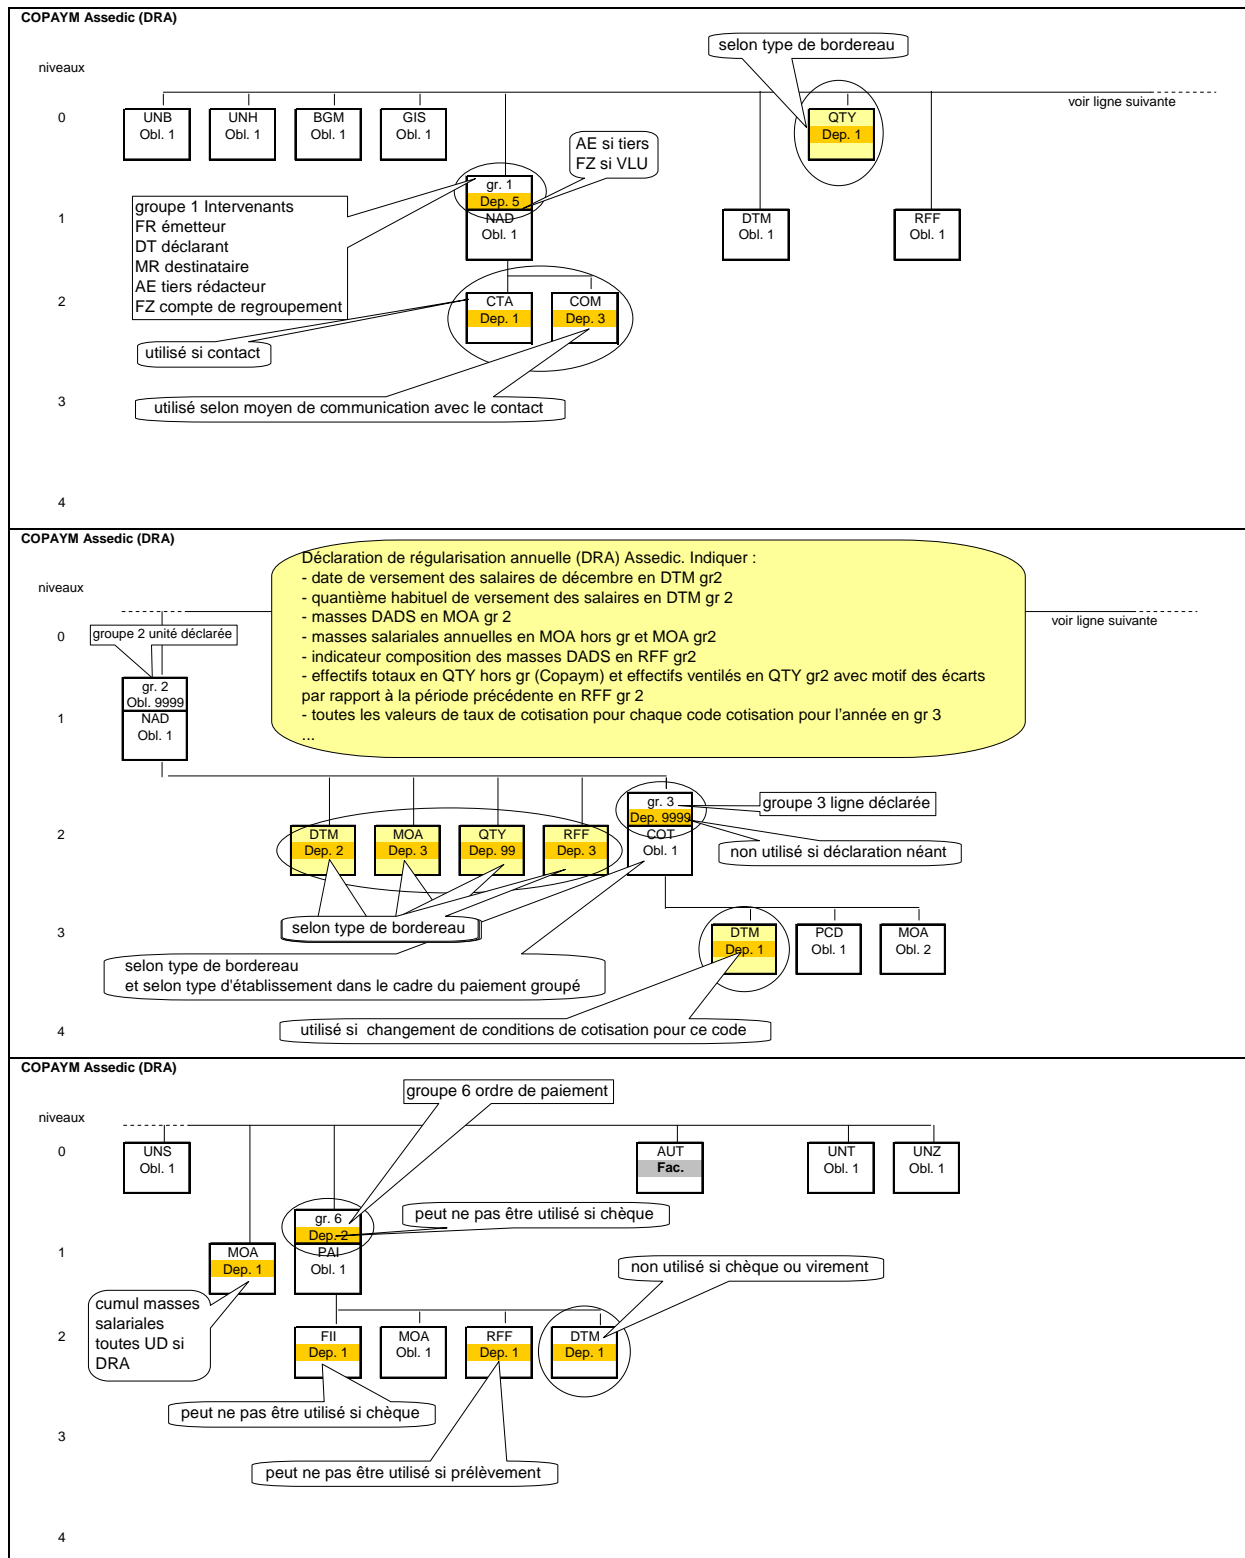 COPAYM Assedic (DRA)
selon type de bordereau
niveaux
voir ligne suivante
0
UNB
Obl. 1
UNH
Obl. 1
BGM
Obl. 1
GIS
Obl. 1
QTY
Dep. 1
AE si tiers
FZ si VLU
gr. 1
Dep. 5
NAD
Obl. 1
groupe 1 Intervenants
FR émetteur
DT déclarant
MR destinataire
AE tiers rédacteur
FZ compte de regroupement
1
DTM
Obl. 1
RFF
Obl. 1
2
CTA
Dep. 1
COM
Dep. 3
utilisé si contact
3
utilisé selon moyen de communication avec le contact
4
COPAYM Assedic (DRA)
Déclaration de régularisation annuelle (DRA) Assedic. Indiquer :
- date de versement des salaires de décembre en DTM gr2
- quantième habituel de versement des salaires en DTM gr 2
- masses DADS en MOA gr 2
- masses salariales annuelles en MOA hors gr et MOA gr2
- indicateur composition des masses DADS en RFF gr2
- effectifs totaux en QTY hors gr (Copaym) et effectifs ventilés en QTY gr2 avec motif des écarts
par rapport à la période précédente en RFF gr 2
- toutes les valeurs de taux de cotisation pour chaque code cotisation pour l'année en gr 3
...
niveaux
voir ligne suivante
0
groupe 2 unité déclarée
gr. 2
Obl. 9999
1
NAD
Obl. 1
gr. 3
Dep. 9999
groupe 3 ligne déclarée
2
DTM
Dep. 2
MOA
Dep. 3
QTY
Dep. 99
RFF
Dep. 3
COT
Obl. 1
non utilisé si déclaration néant
selon type de bordereau
3
DTM
Dep. 1
PCD
Obl. 1
MOA
Obl. 2
selon type de bordereau
et selon type d'établissement dans le cadre du paiement groupé
4
utilisé si changement de conditions de cotisation pour ce code
COPAYM Assedic (DRA)
groupe 6 ordre de paiement
niveaux
0
UNS
Obl. 1
AUT
Fac.
UNT
Obl. 1
UNZ
Obl. 1
gr. 6
Dep. 2
peut ne pas être utilisé si chèque
1
MOA
Dep. 1
PAI
Obl. 1
non utilisé si chèque ou virement
cumul masses
salariales
toutes UD si
DRA
2
FII
Dep. 1
MOA
Obl. 1
RFF
Dep. 1
DTM
Dep. 1
peut ne pas être utilisé si chèque
3
peut ne pas être utilisé si prélèvement
4